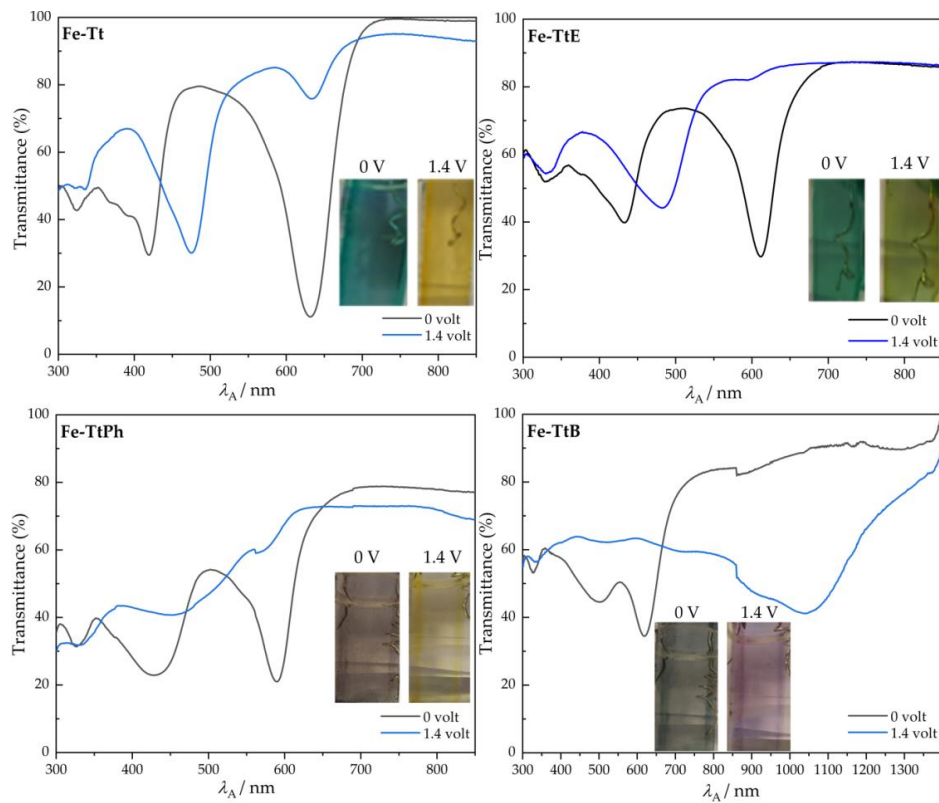 Fe-Tt
Transmittance (%)
100
80
60
40
20
0
0 V 1.4 V
0 volt
1.4 volt
300 400 500 600 700 800
λA / nm
Fe-TtE
Transmittance (%)
100
80
60
40
20
0
0 V 1.4 V
0 volt
1.4 volt
300 400 500 600 700 800
λA / nm
Fe-TtPh
Transmittance (%)
100
80
60
40
20
0
0 V 1.4 V
0 volt
1.4 volt
300 400 500 600 700 800
λA / nm
Fe-TtB
Transmittance (%)
100
80
60
40
20
0
0 V 1.4 V
0 volt
1.4 volt
300 400 500 600 700 800 900 1000 1100 1200 1300
λA / nm